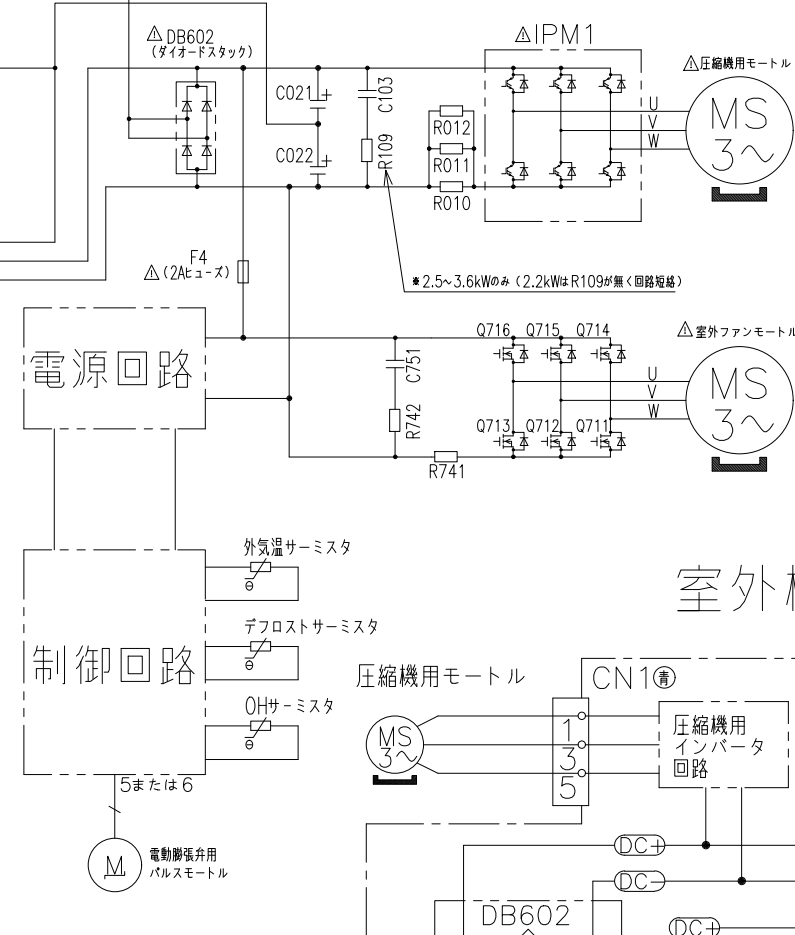 ⚠DB602
(ダイオードスタック)
⚠IPM1
⚠圧縮機用モートル
C021
+
C103
R012
U
V
W
MS
3～
C022
+
R109
R011
R010
F4
⚠(2Aヒューズ)
※2.5~3.6kWのみ (2.2kWはR109が無く回路短絡)
電源回路
Q716
Q715
Q714
⚠室外ファンモートル
C751
U
V
W
MS
3～
R742
Q713
Q712
Q711
R741
外気温サーミスタ
θ
室外
制御回路
デフロストサーミスタ
θ
OHサーミスタ
θ
圧縮機用モートル
CN1青
MS
3～
1
3
5
圧縮機用
インバータ
回路
5または6
M
電動膨張弁用
パルスモートル
DC+
DC−
DB602
DC+